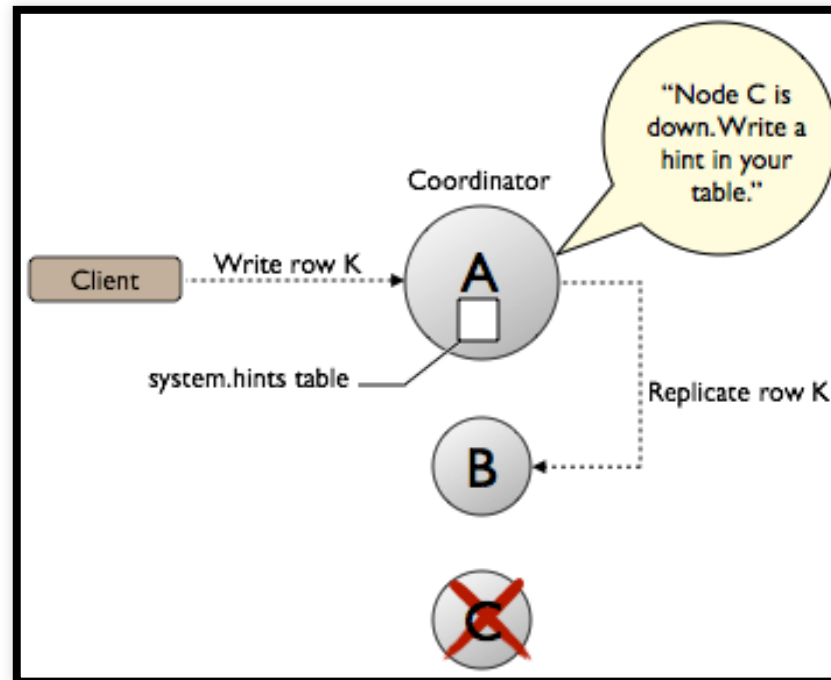 “Node C is
down. Write a
hint in your
table.”
Coordinator
Client
Write row K
A
system.hints table
Replicate row K
B
C